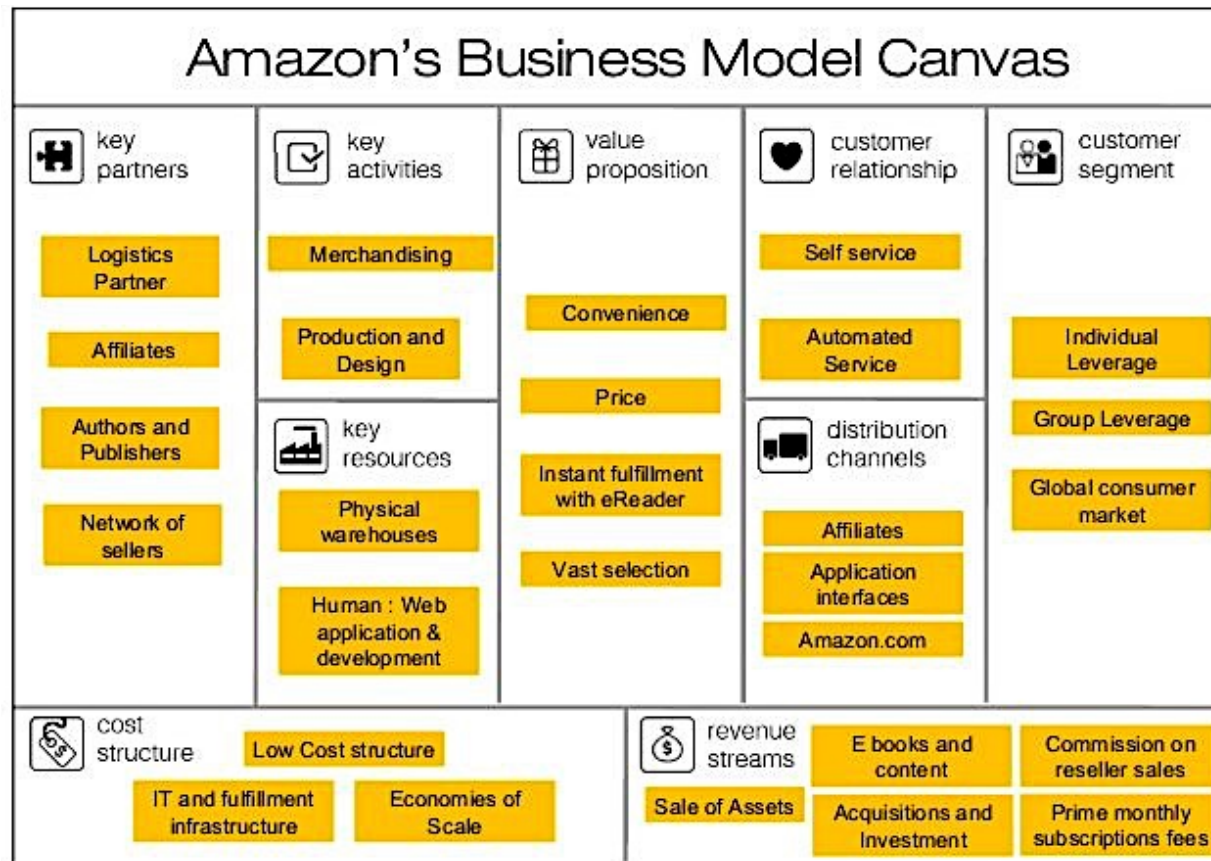 Amazon's Business Model Canvas
key
partners
Logistics
Partner
Affiliates
Authors and
Publishers
Network of
sellers
key
activities
Merchandising
Production and
Design
key
resources
Physical
warehouses
Human : Web
application &
development
value
proposition
Convenience
Price
Instant fulfillment
with eReader
Vast selection
customer
relationship
Self service
Automated
Service
distribution
channels
Affiliates
Application
interfaces
Amazon.com
customer
segment
Individual
Leverage
Group Leverage
Global consumer
market
cost
structure
Low Cost structure
IT and fulfillment
infrastructure
Economies of
Scale
revenue
streams
Sale of Assets
E books and
content
Acquisitions and
Investment
Commission on
reseller sales
Prime monthly
subscriptions fees